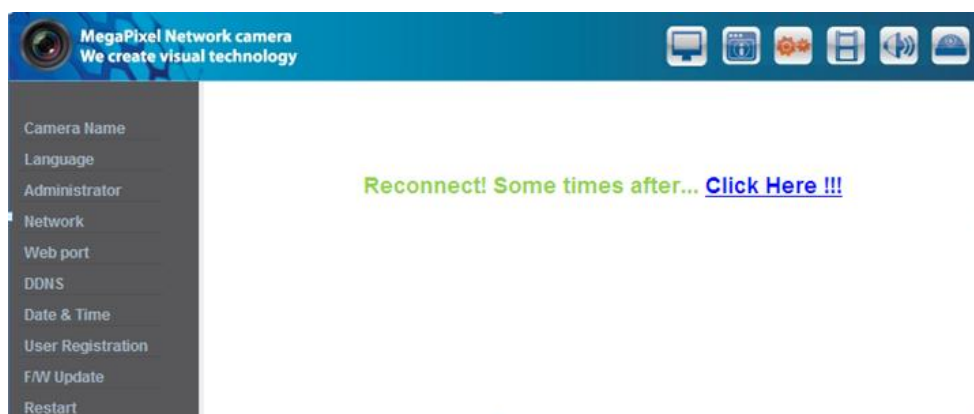 MegaPixel Network camera
We create visual technology
Camera Name
Language
Administrator
Network
Web port
DDNS
Date & Time
User Registration
F/W Update
Restart
Reconnect! Some times after... Click Here !!!